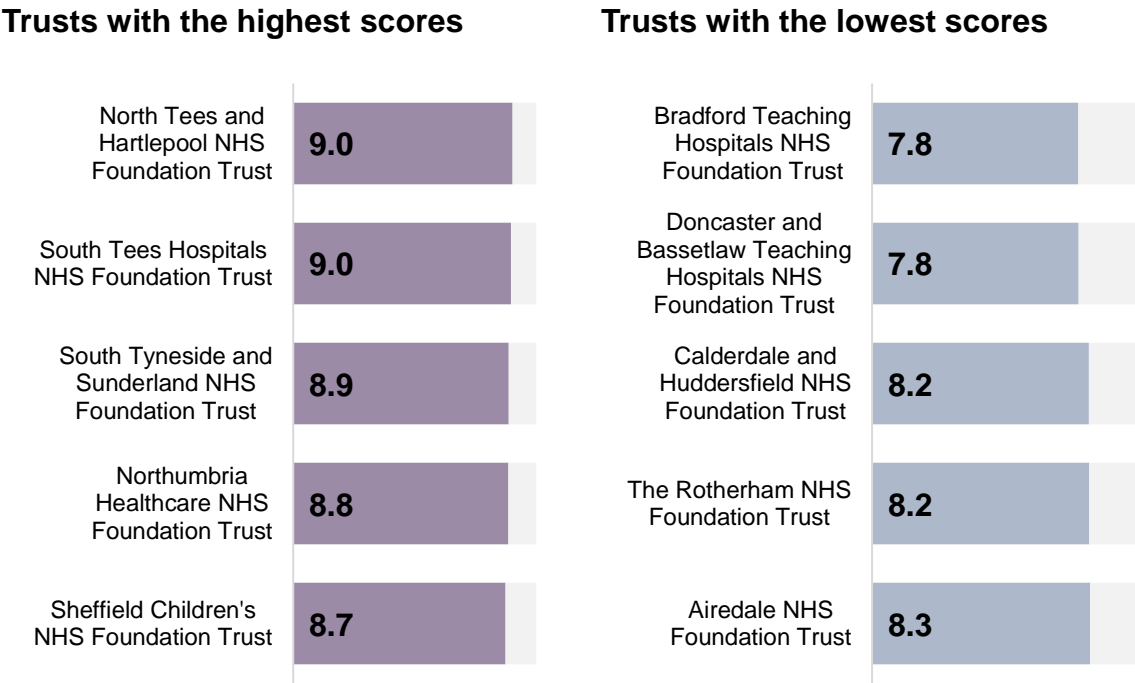 Trusts with the highest scores
North Tees and
Hartlepool NHS
Foundation Trust
9.0
South Tees Hospitals
NHS Foundation Trust
9.0
South Tyneside and
Sunderland NHS
Foundation Trust
8.9
Northumbria
Healthcare NHS
Foundation Trust
8.8
Sheffield Children's
NHS Foundation Trust
8.7
Trusts with the lowest scores
Bradford Teaching
Hospitals NHS
Foundation Trust
7.8
Doncaster and
Bassetlaw Teaching
Hospitals NHS
Foundation Trust
7.8
Calderdale and
Huddersfield NHS
Foundation Trust
8.2
The Rotherham NHS
Foundation Trust
8.2
Airedale NHS
Foundation Trust
8.3